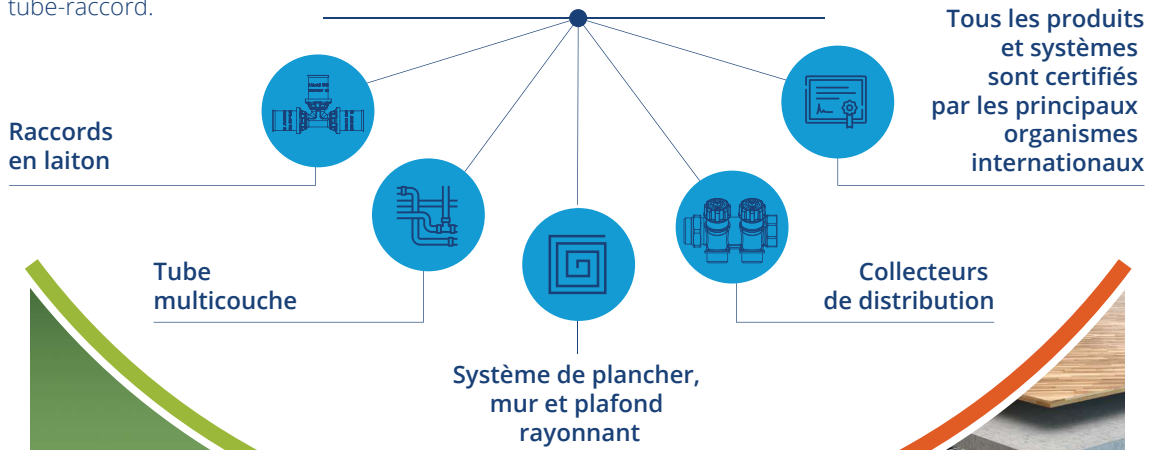 tube-raccord.
Raccords
en laiton
Tube
multicouche
Système de plancher,
mur et plafond
rayonnant
Collecteurs
de distribution
Tous les produits
et systèmes
sont certifiés
par les principaux
organismes
internationaux